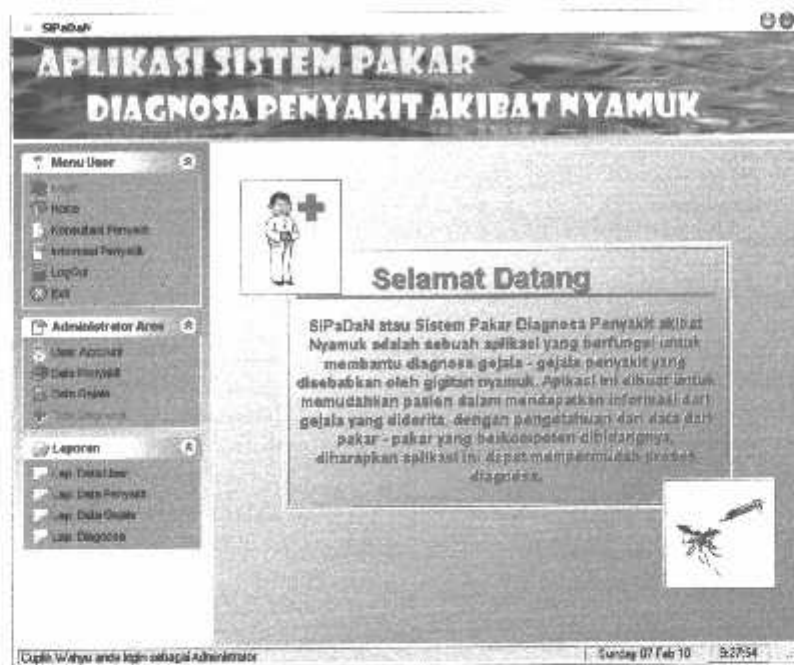 SiPaDaN
APLIKASI SISTEM PAKAR
DIAGNOSA PENYAKIT AKIBAT NYAMUK
Menu User
Login
Home
Konsultasi Penyakit
Informasi Penyakit
LogOut
Exit
Administrator Area
User Account
Data Penyakit
Data Gejala
Laporan
Lap. Data User
Lap. Data Penyakit
Lap. Data Gejala
Lap. Diagnosa
Selamat Datang
SiPaDaN atau Sistem Pakar Diagnosa Penyakit akibat
Nyamuk adalah sebuah aplikasi yang berfungsi untuk
membantu diagnosa gejala - gejala penyakit yang
disebabkan oleh gigitan nyamuk. Aplikasi ini dibuat untuk
memudahkan pasien dalam mendapatkan informasi dari
gejala yang diderita, dengan pengetahuan dan data dari
pakar - pakar yang berkompeten dibidangnya,
diharapkan aplikasi ini dapat mempermudah proses
diagnosa.
Cuplik Wahyu anda login sebagai Administrator
Sunday 07 Feb 10
9:27:54